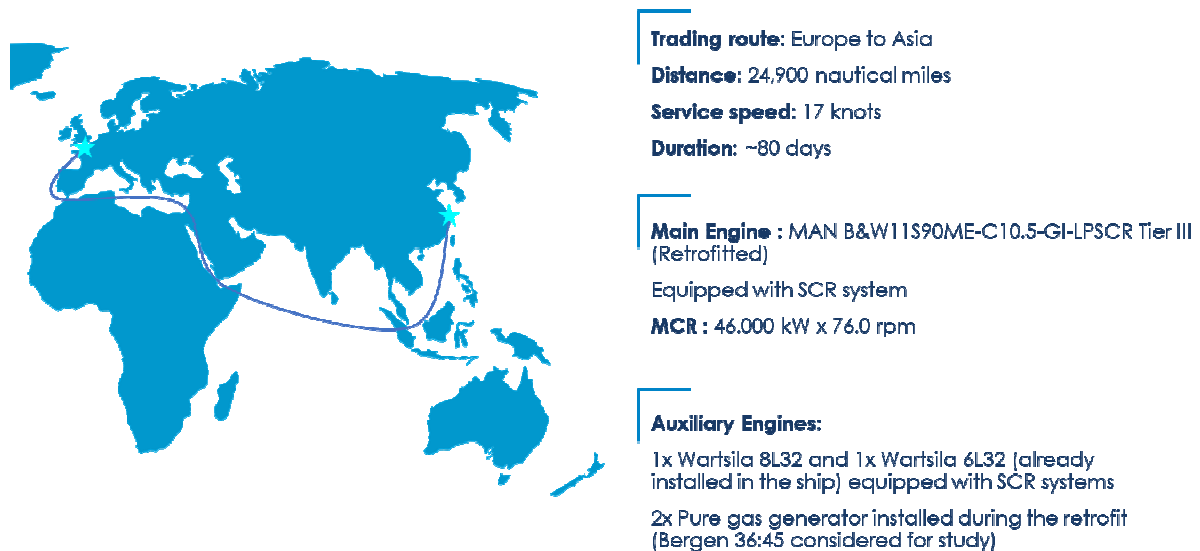 Trading route: Europe to Asia
Distance: 24,900 nautical miles
Service speed: 17 knots
Duration: ~80 days
Main Engine : MAN B&W11S90ME-C10.5-GI-LPSCR Tier III
(Retrofitted)
Equipped with SCR system
MCR : 46.000 kW x 76.0 rpm
Auxiliary Engines:
1x Wartsila 8L32 and 1x Wartsila 6L32 (already
installed in the ship) equipped with SCR systems
2x Pure gas generator installed during the retrofit
(Bergen 36:45 considered for study)